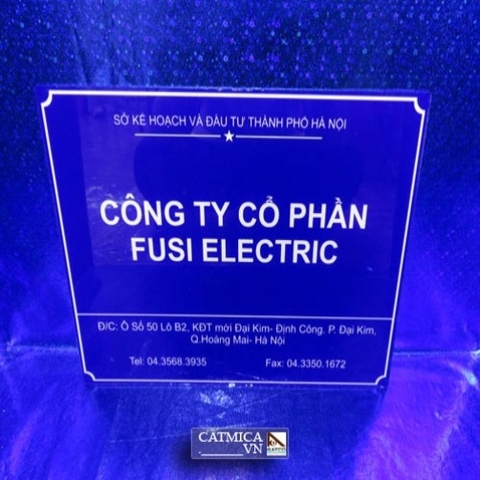 SỞ KẾ HOẠCH VÀ ĐẦU TƯ THÀNH PHỐ HÀ NỘI
CÔNG TY CỔ PHẦN
FUSI ELECTRIC
Đ/C: Ô Số 50 Lô B2, KĐT mới Đại Kim- Định Công. P. Đại Kim,
Q.Hoàng Mai- Hà Nội
Tel: 04.3568.3935 Fax: 04.3350.1672
CATMICA
VN